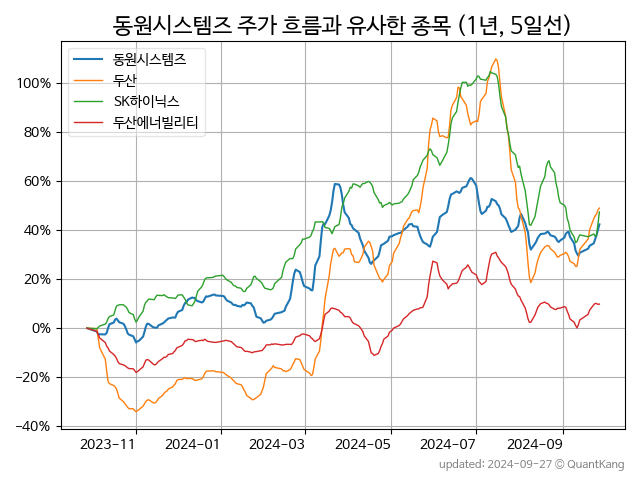 동원시스템즈 주가 흐름과 유사한 종목 (1년, 5일선)
동원시스템즈
두산
SK하이닉스
두산에너빌리티
100%
80%
60%
40%
20%
0%
−20%
−40%
2023-11 2024-01 2024-03 2024-05 2024-07 2024-09
updated: 2024-09-27 © QuantKang